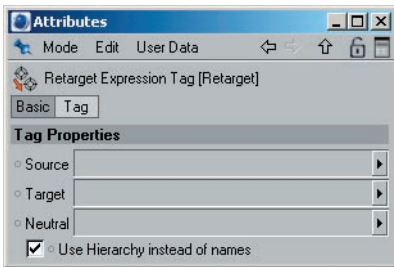 Attributes
Mode Edit User Data
Retarget Expression Tag [Retarget]
Basic Tag
Tag Properties
Source
Target
Neutral
Use Hierarchy instead of names